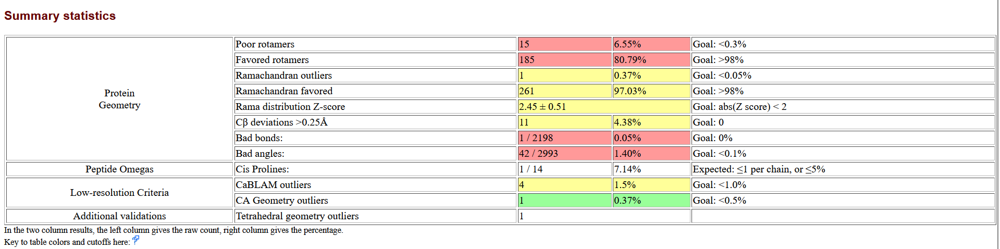 Summary statistics
Protein Geometry
Poor rotamers 15 6.55% Goal: <0.3%
Favored rotamers 185 80.79% Goal: >98%
Ramachandran outliers 1 0.37% Goal: <0.05%
Ramachandran favored 261 97.03% Goal: >98%
Rama distribution Z-score 2.45 ± 0.51 Goal: abs(Z score) < 2
Cβ deviations >0.25Å 11 4.38% Goal: 0
Bad bonds: 1 / 2198 0.05% Goal: 0%
Bad angles: 42 / 2993 1.40% Goal: <0.1%
Peptide Omegas Cis Prolines: 1 / 14 7.14% Expected: ≤1 per chain, or ≤5%
Low-resolution Criteria
CaBLAM outliers 4 1.5% Goal: <1.0%
CA Geometry outliers 1 0.37% Goal: <0.5%
Additional validations Tetrahedral geometry outliers 1
In the two column results, the left column gives the raw count, right column gives the percentage.
Key to table colors and cutoffs here: